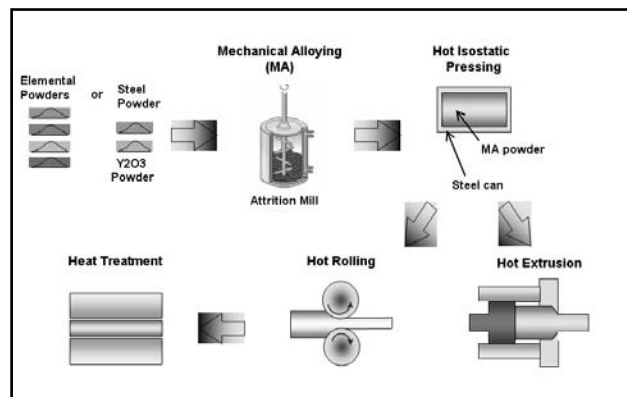 Mechanical Alloying
(MA)
Hot Isostatic
Pressing
Elemental
Powders
or
Steel
Powder
Y2O3
Powder
MA powder
Attrition Mill
Steel can
Heat Treatment
Hot Rolling
Hot Extrusion